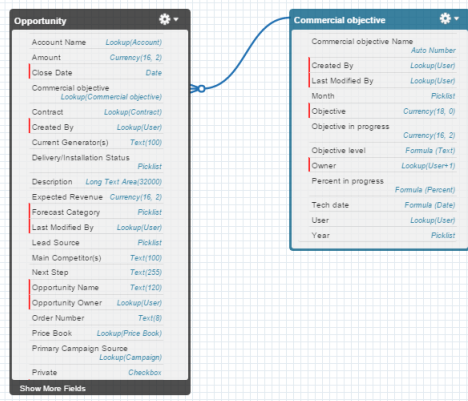 Opportunity
Account Name Lookup(Account)
Amount Currency(16, 2)
Close Date Date
Commercial objective
Lookup(Commercial objective)
Contract Lookup(Contract)
Created By Lookup(User)
Current Generator(s) Text(100)
Delivery/Installation Status
Picklist
Description Long Text Area(32000)
Expected Revenue Currency(16, 2)
Forecast Category Picklist
Last Modified By Lookup(User)
Lead Source Picklist
Main Competitor(s) Text(100)
Next Step Text(255)
Opportunity Name Text(120)
Opportunity Owner Lookup(User)
Order Number Text(8)
Price Book Lookup(Price Book)
Primary Campaign Source
Lookup(Campaign)
Private Checkbox
Show More Fields
Commercial objective
Commercial objective Name
Auto Number
Created By Lookup(User)
Last Modified By Lookup(User)
Month Picklist
Objective Currency(18, 0)
Objective in progress
Currency(16, 2)
Objective level Formula (Text)
Owner Lookup(User+1)
Percent in progress
Formula (Percent)
Tech date Formula (Date)
User Lookup(User)
Year Picklist